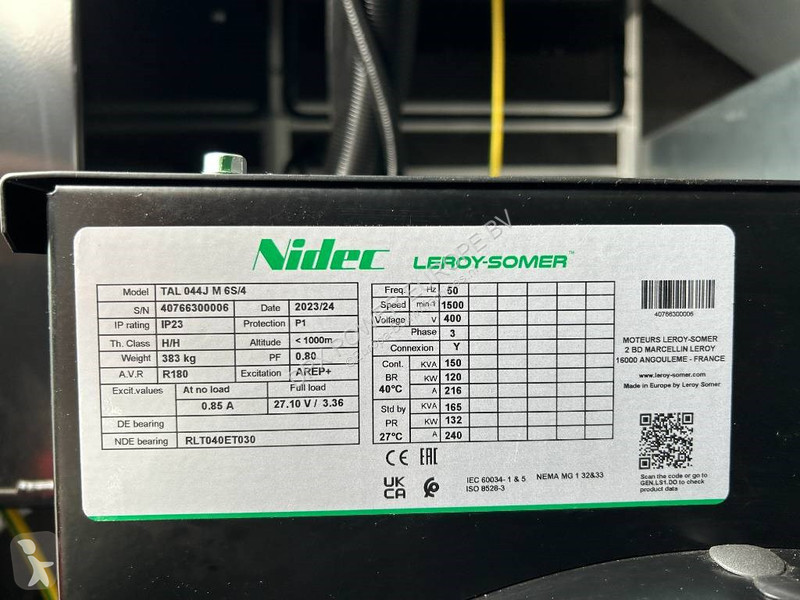 Nidec LEROY-SOMER™
Model TAL 044J M 6S/4
S/N 40766300006 Date 2023/24
IP rating IP23 Protection P1
Th. Class H/H Altitude < 1000m
Weight 383 kg PF 0.80
A.V.R R180 Excitation AREP+
Excit.values At no load Full load
0.85 A 27.10 V / 3.36
DE bearing
NDE bearing RLT040ET030
Freq. Hz 50
Speed min-1 1500
Voltage V 400
Phase 3
Connexion Y
Cont. KVA 150
BR KW 120
40°C A 216
Std by KVA 165
PR KW 132
27°C A 240
CE EAC
UK
CA
IEC 60034- 1 & 5 NEMA MG 1 32&33
ISO 8528-3
40766300006
MOTEURS LEROY-SOMER
2 BD MARCELLIN LEROY
16000 ANGOULEME - FRANCE
www.leroy-somer.com
Made in Europe by Leroy Somer
Scan the code or go to
GEN.LS1.DO to check
product data